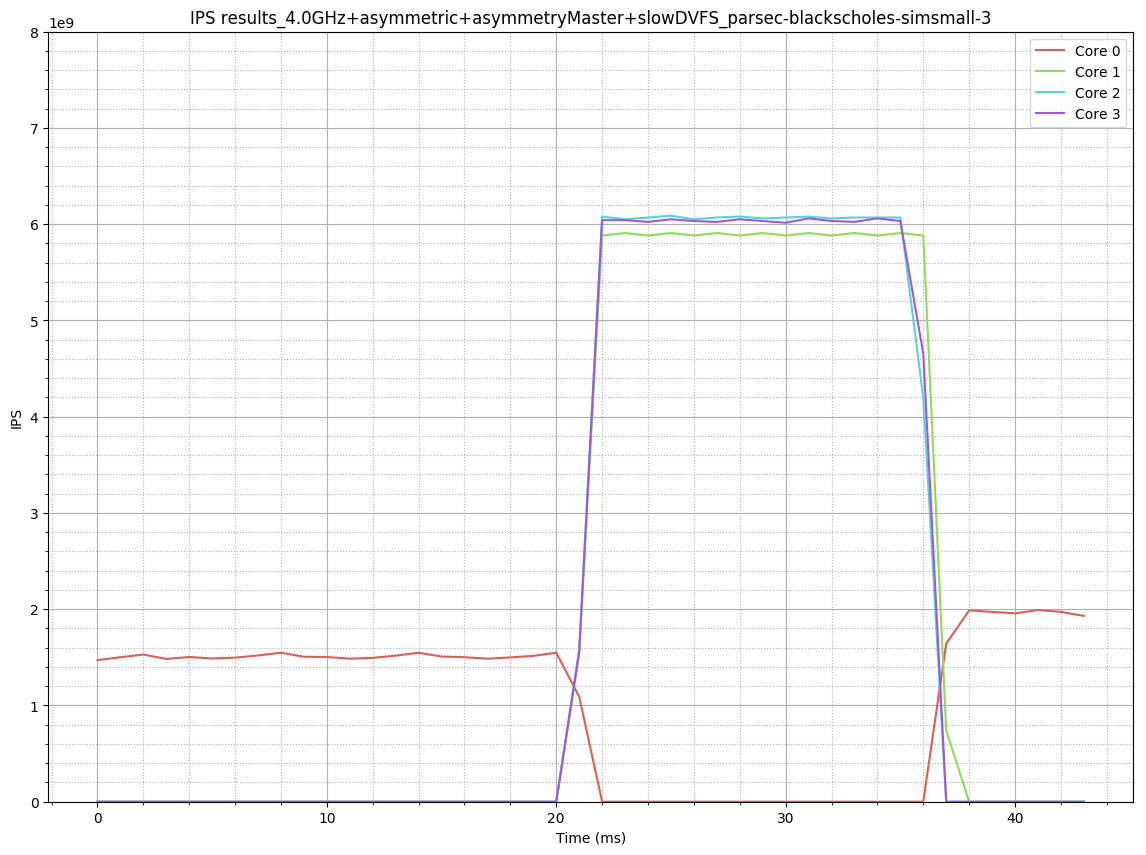 IPS results_4.0GHz+asymmetric+asymmetryMaster+slowDVFS_parsec-blackscholes-simsmall-3
1e9
8
7
6
5
4
3
2
1
0
IPS
Core 0
Core 1
Core 2
Core 3
0 10 20 30 40
Time (ms)